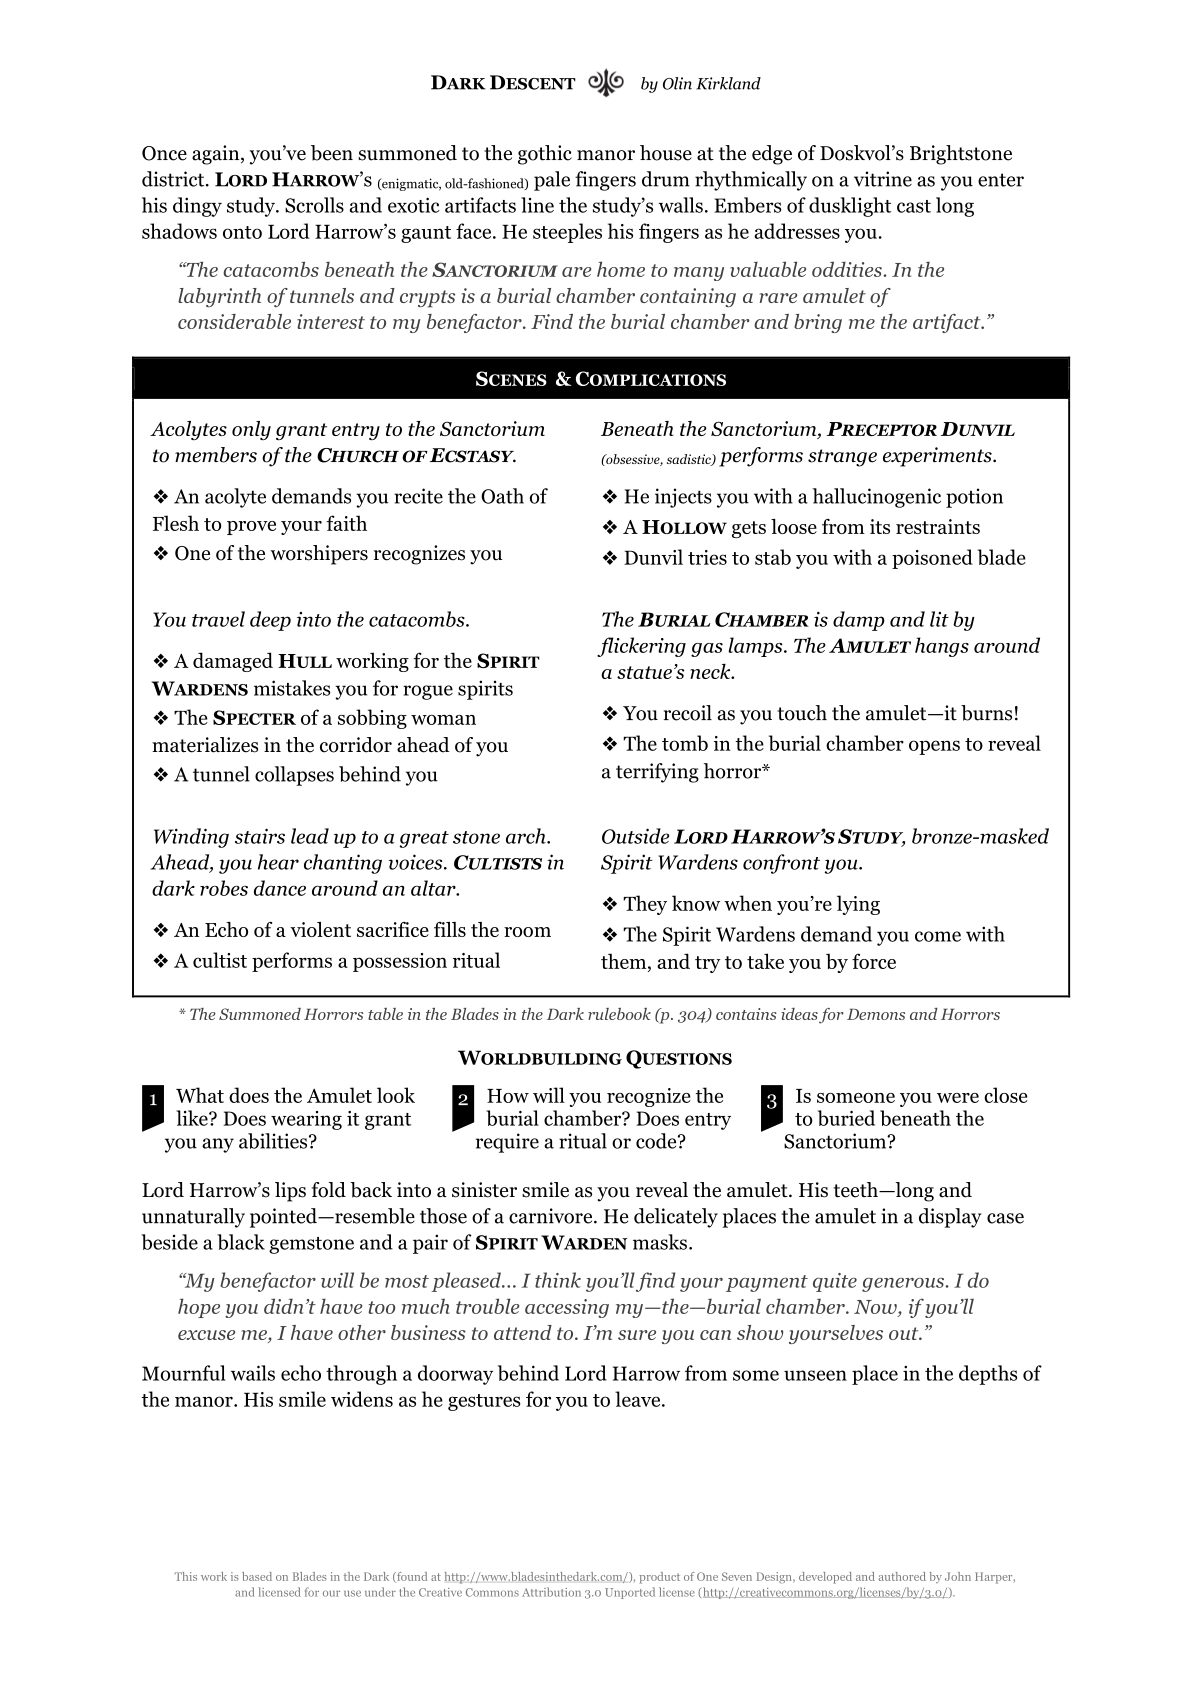 DARK DESCENT by Olin Kirkland
Once again, you’ve been summoned to the gothic manor house at the edge of Doskvol’s Brightstone
district. LORD HARROW’s (enigmatic, old-fashioned) pale fingers drum rhythmically on a vitrine as you enter
his dingy study. Scrolls and exotic artifacts line the study’s walls. Embers of dusklight cast long
shadows onto Lord Harrow’s gaunt face. He steeples his fingers as he addresses you.
“The catacombs beneath the SANCTORIUM are home to many valuable oddities. In the
labyrinth of tunnels and crypts is a burial chamber containing a rare amulet of
considerable interest to my benefactor. Find the burial chamber and bring me the artifact.”
SCENES & COMPLICATIONS
Acolytes only grant entry to the Sanctorium
to members of the CHURCH OF ECSTASY.
❖ An acolyte demands you recite the Oath of
Flesh to prove your faith
❖ One of the worshipers recognizes you
Beneath the Sanctorium, PRECEPTOR DUNVIL
(obsessive, sadistic) performs strange experiments.
❖ He injects you with a hallucinogenic potion
❖ A HOLLOW gets loose from its restraints
❖ Dunvil tries to stab you with a poisoned blade
You travel deep into the catacombs.
❖ A damaged HULL working for the SPIRIT
WARDENS mistakes you for rogue spirits
❖ The SPECTER of a sobbing woman
materializes in the corridor ahead of you
❖ A tunnel collapses behind you
The BURIAL CHAMBER is damp and lit by
flickering gas lamps. The AMULET hangs around
a statue’s neck.
❖ You recoil as you touch the amulet—it burns!
❖ The tomb in the burial chamber opens to reveal
a terrifying horror*
Winding stairs lead up to a great stone arch.
Ahead, you hear chanting voices. CULTISTS in
dark robes dance around an altar.
❖ An Echo of a violent sacrifice fills the room
❖ A cultist performs a possession ritual
Outside LORD HARROW’S STUDY, bronze-masked
Spirit Wardens confront you.
❖ They know when you’re lying
❖ The Spirit Wardens demand you come with
them, and try to take you by force
* The Summoned Horrors table in the Blades in the Dark rulebook (p. 304) contains ideas for Demons and Horrors
WORLDBUILDING QUESTIONS
1 What does the Amulet look
like? Does wearing it grant
you any abilities?
2 How will you recognize the
burial chamber? Does entry
require a ritual or code?
3 Is someone you were close
to buried beneath the
Sanctorium?
Lord Harrow’s lips fold back into a sinister smile as you reveal the amulet. His teeth—long and
unnaturally pointed—resemble those of a carnivore. He delicately places the amulet in a display case
beside a black gemstone and a pair of SPIRIT WARDEN masks.
“My benefactor will be most pleased... I think you’ll find your payment quite generous. I do
hope you didn’t have too much trouble accessing my—the—burial chamber. Now, if you’ll
excuse me, I have other business to attend to. I’m sure you can show yourselves out.”
Mournful wails echo through a doorway behind Lord Harrow from some unseen place in the depths of
the manor. His smile widens as he gestures for you to leave.
This work is based on Blades in the Dark (found at http://www.bladesinthedark.com/), product of One Seven Design, developed and authored by John Harper,
and licensed for our use under the Creative Commons Attribution 3.0 Unported license (http://creativecommons.org/licenses/by/3.0/).